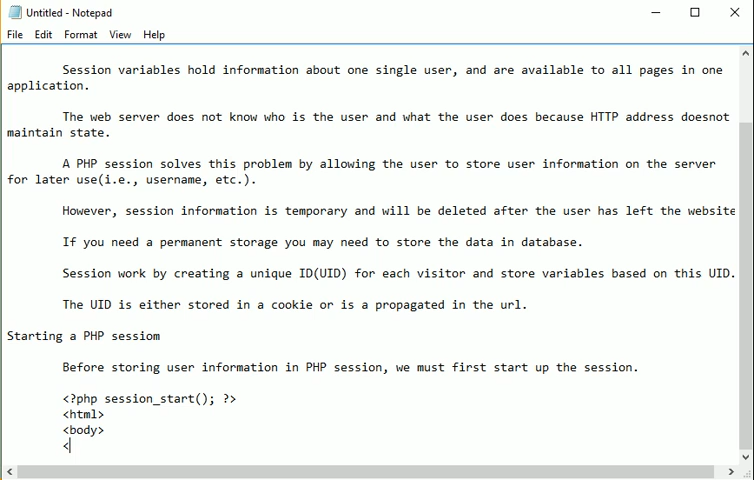 Untitled - Notepad
File Edit Format View Help
Session variables hold information about one single user, and are available to all pages in one
application.
The web server does not know who is the user and what the user does because HTTP address doesnot
maintain state.
A PHP session solves this problem by allowing the user to store user information on the server
for later use(i.e., username, etc.).
However, session information is temporary and will be deleted after the user has left the website
If you need a permanent storage you may need to store the data in database.
Session work by creating a unique ID(UID) for each visitor and store variables based on this UID.
The UID is either stored in a cookie or is a propagated in the url.
Starting a PHP sessiom
Before storing user information in PHP session, we must first start up the session.
<?php session_start(); ?>
<html>
<body>
<